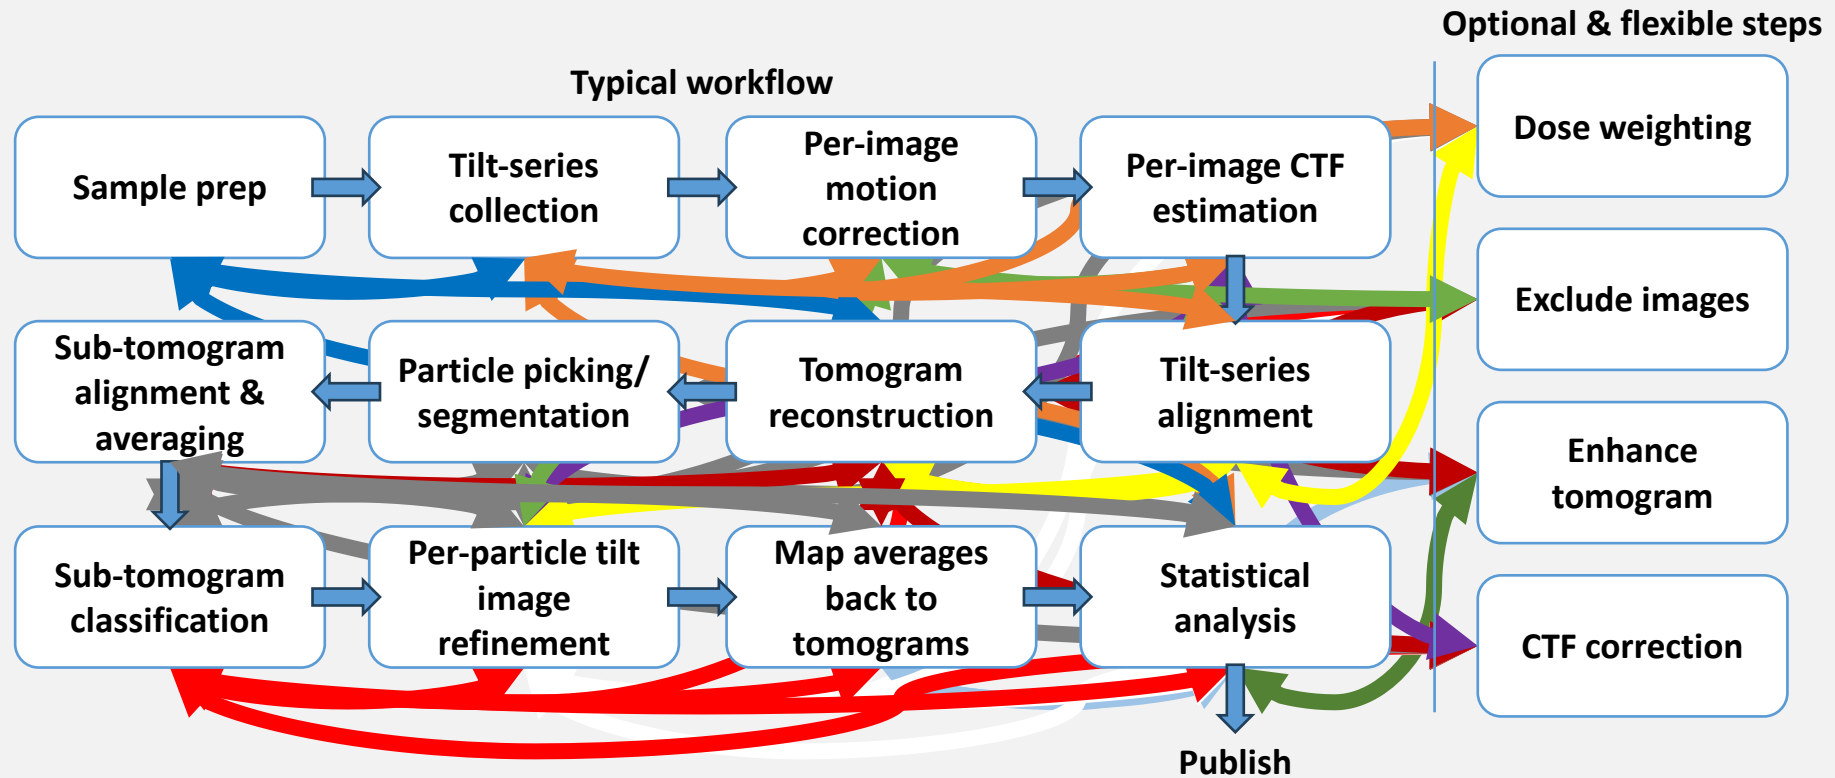 Optional & flexible steps
Typical workflow
Sample prep
Tilt-series
collection
Per-image
motion
correction
Per-image CTF
estimation
Dose weighting
Exclude images
Sub-tomogram
alignment &
averaging
Particle picking/
segmentation
Tomogram
reconstruction
Tilt-series
alignment
Enhance
tomogram
Sub-tomogram
classification
Per-particle tilt
image
refinement
Map averages
back to
tomograms
Statistical
analysis
CTF correction
Publish